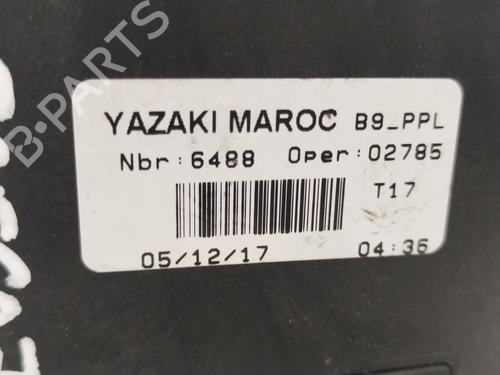 B-PARTS
YAZAKI MAROC B9_PPL
Nbr:6488 Oper:02785
T17
05/12/17 04:36